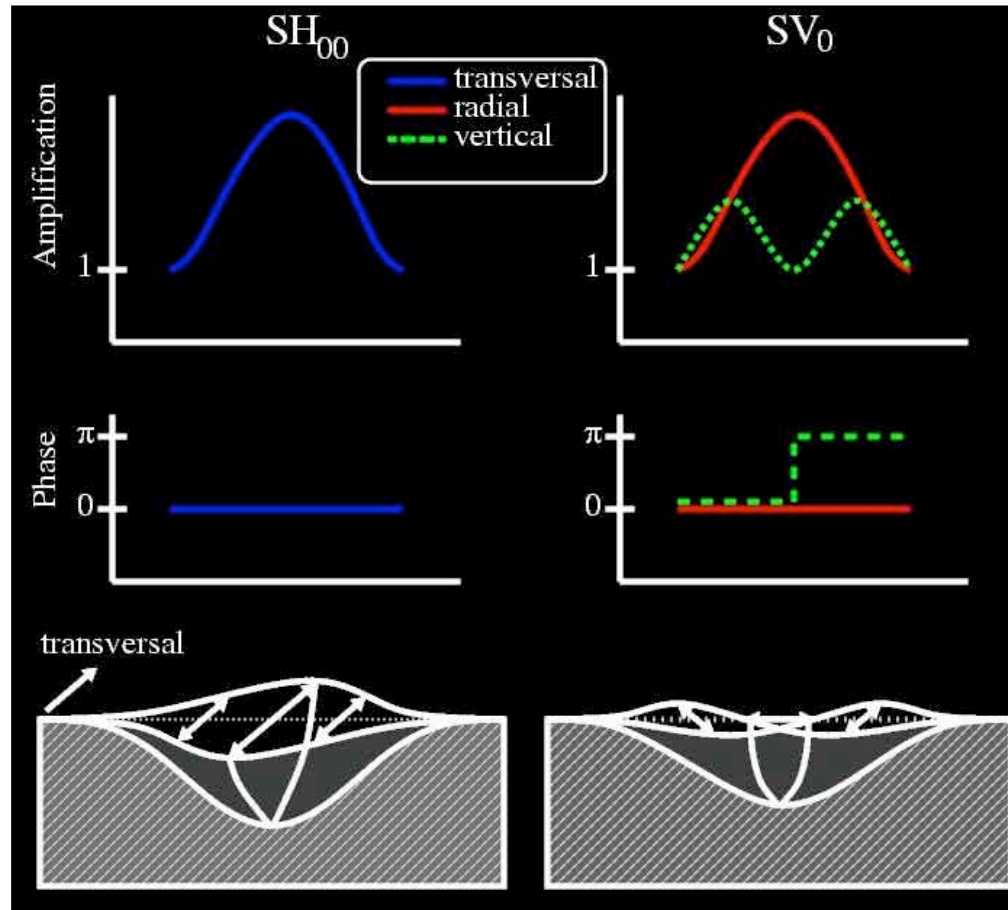 SH₀₀
SV₀
transversal
radial
vertical
Amplification
1
1
Phase
π
0
π
0
transversal